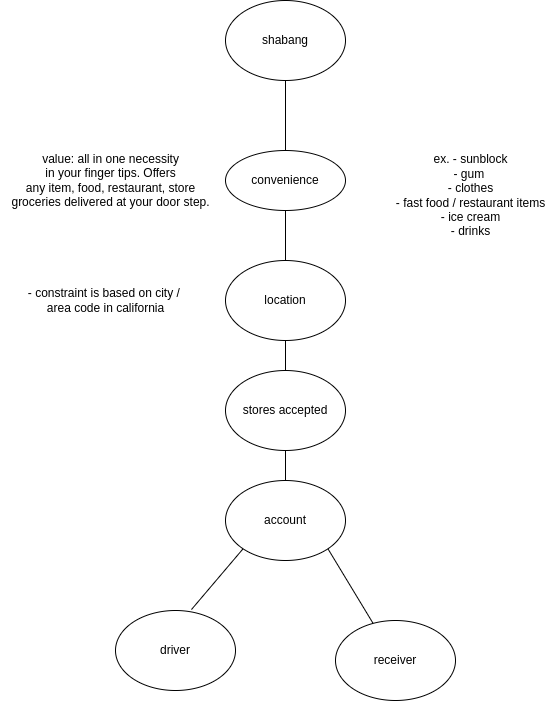 shabang
value: all in one necessity
in your finger tips. Offers
any item, food, restaurant, store
groceries delivered at your door step.
convenience
ex. - sunblock
- gum
- clothes
- fast food / restaurant items
- ice cream
- drinks
- constraint is based on city /
area code in california
location
stores accepted
account
driver
receiver